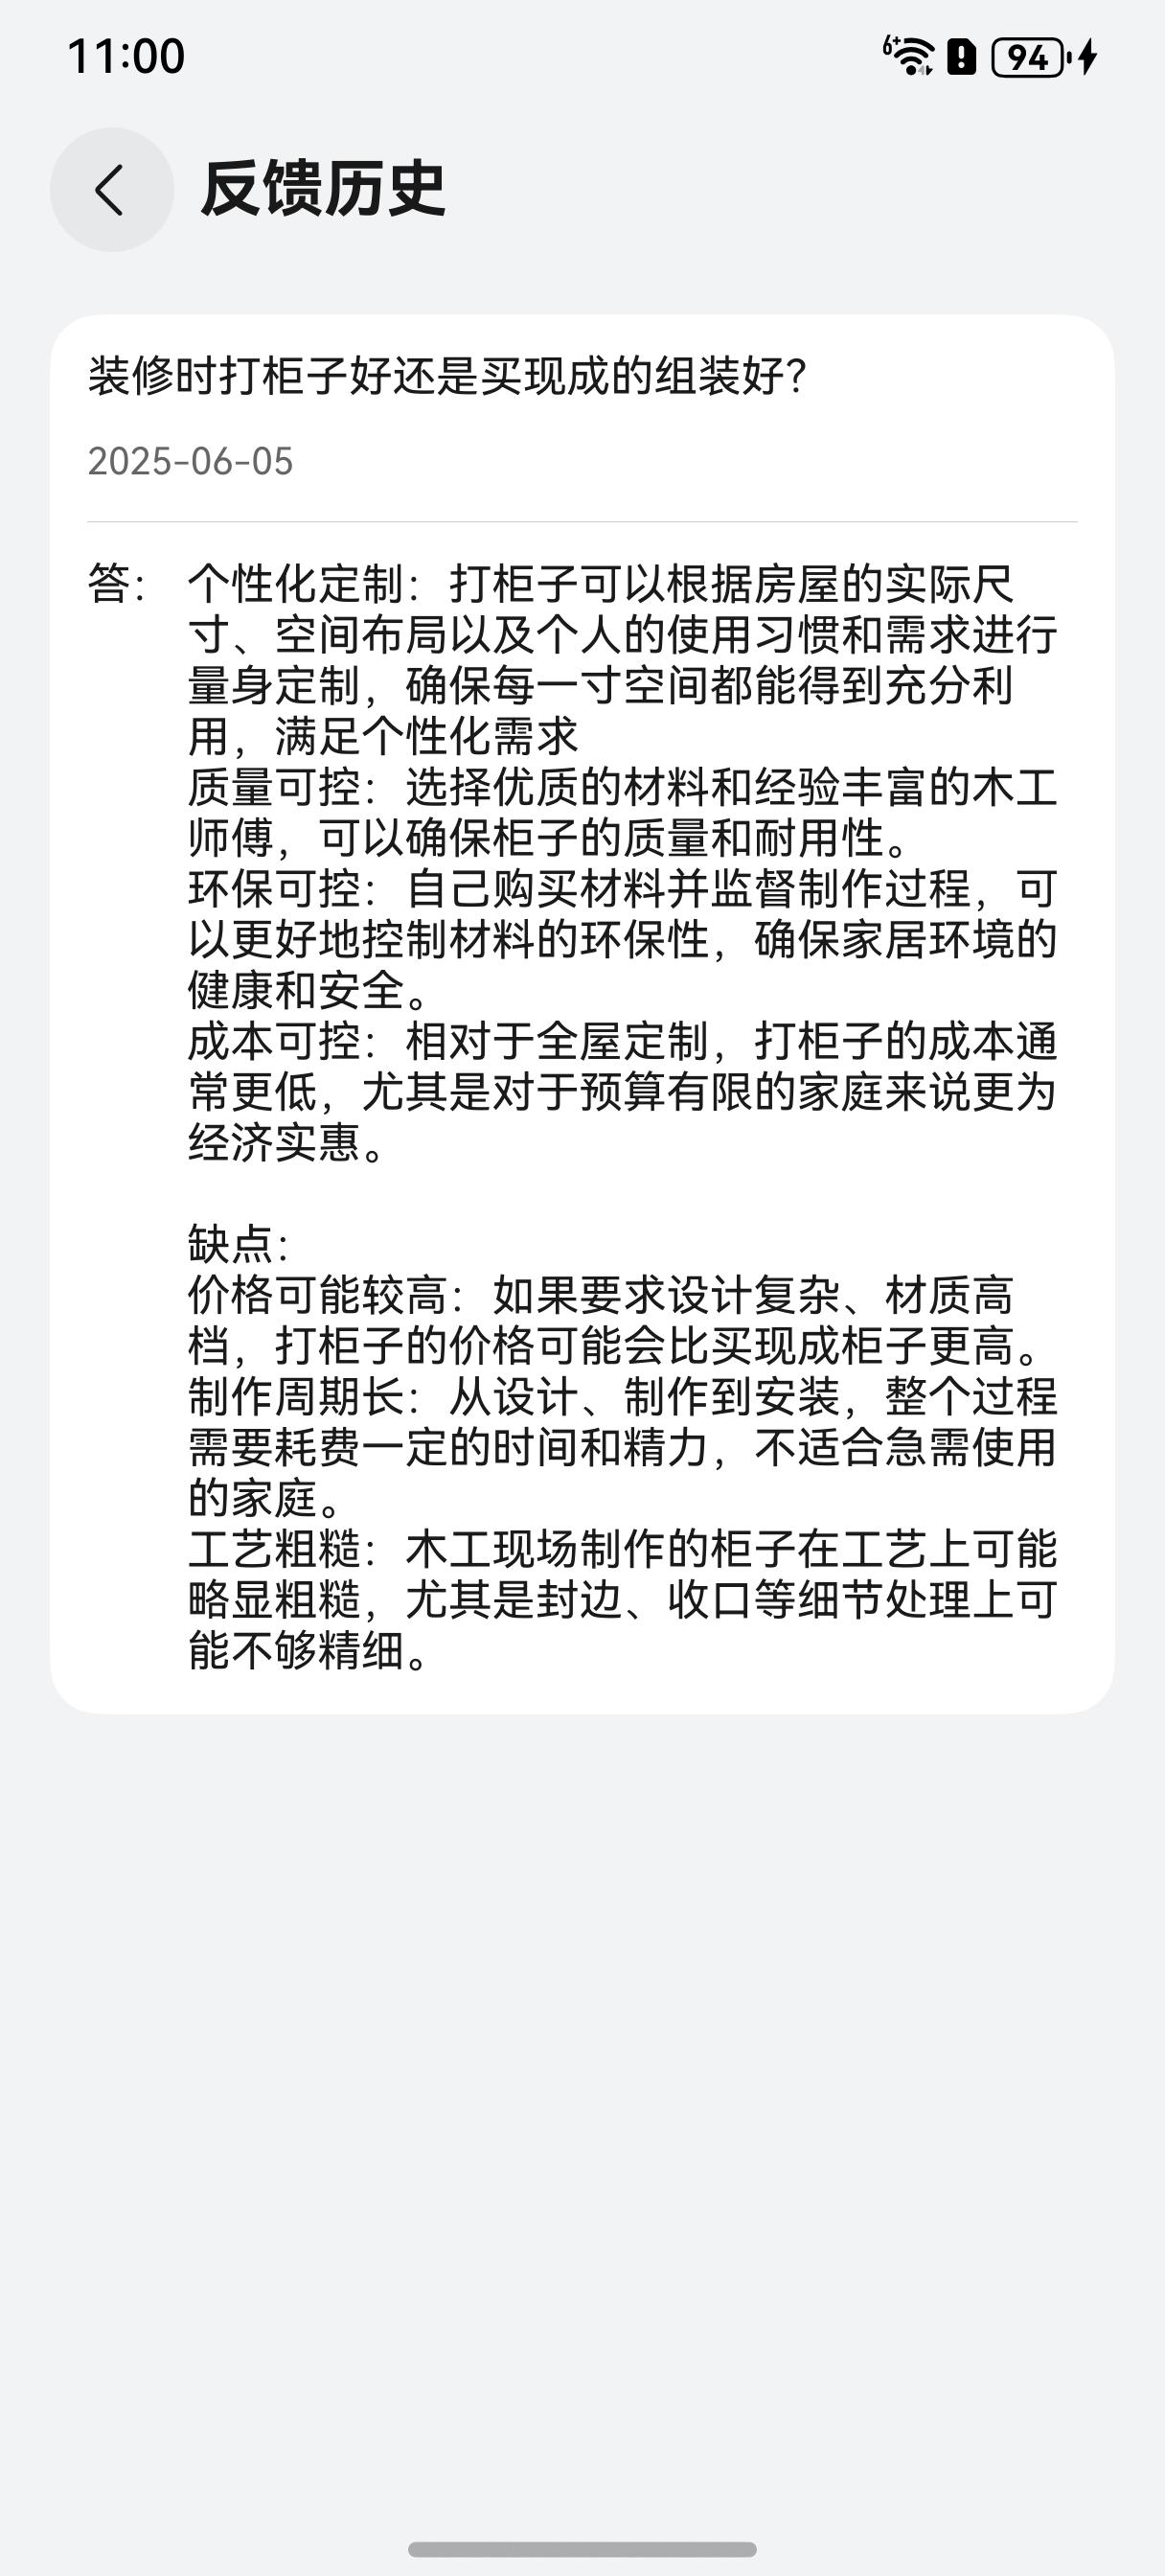 11:00
6+
94
反馈历史
装修时打柜子好还是买现成的组装好？
2025-06-05
答： 个性化定制：打柜子可以根据房屋的实际尺
寸、空间布局以及个人的使用习惯和需求进行
量身定制，确保每一寸空间都能得到充分利
用，满足个性化需求
质量可控：选择优质的材料和经验丰富的木工
师傅，可以确保柜子的质量和耐用性。
环保可控：自己购买材料并监督制作过程，可
以更好地控制材料的环保性，确保家居环境的
健康和安全。
成本可控：相对于全屋定制，打柜子的成本通
常更低，尤其是对于预算有限的家庭来说更为
经济实惠。
缺点：
价格可能较高：如果要求设计复杂、材质高
档，打柜子的价格可能会比买现成柜子更高。
制作周期长：从设计、制作到安装，整个过程
需要耗费一定的时间和精力，不适合急需使用
的家庭。
工艺粗糙：木工现场制作的柜子在工艺上可能
略显粗糙，尤其是封边、收口等细节处理上可
能不够精细。